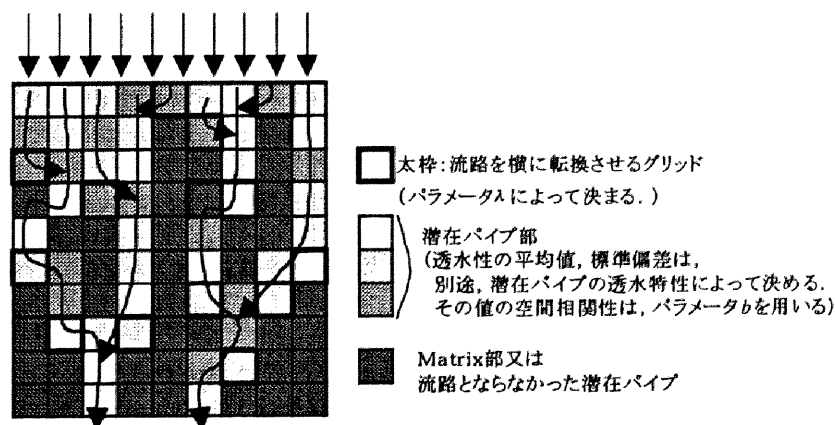 太枠:流路を横に転換させるグリッド
(パラメータλによって決まる.)
潜在パイプ部
(透水性の平均値, 標準偏差は,
別途, 潜在パイプの透水特性によって決める.
その値の空間相関性は, パラメータbを用いる)
Matrix部又は
流路とならなかった潜在パイプ